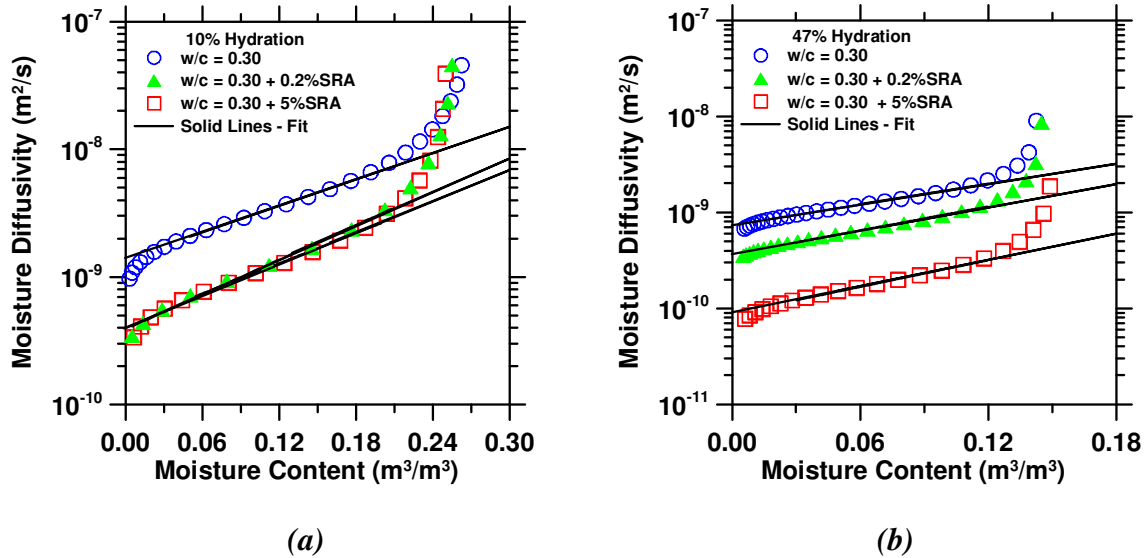 10⁻⁷
10⁻⁸
10⁻⁹
10⁻¹⁰
Moisture Diffusivity (m²/s)
10% Hydration
w/c = 0.30
w/c = 0.30 + 0.2%SRA
w/c = 0.30 + 5%SRA
Solid Lines - Fit
0.00 0.06 0.12 0.18 0.24 0.30
Moisture Content (m³/m³)
(a)
10⁻⁷
10⁻⁸
10⁻⁹
10⁻¹⁰
10⁻¹¹
Moisture Diffusivity (m²/s)
47% Hydration
w/c = 0.30
w/c = 0.30 + 0.2%SRA
w/c = 0.30 + 5%SRA
Solid Lines - Fit
0.00 0.06 0.12 0.18
Moisture Content (m³/m³)
(b)